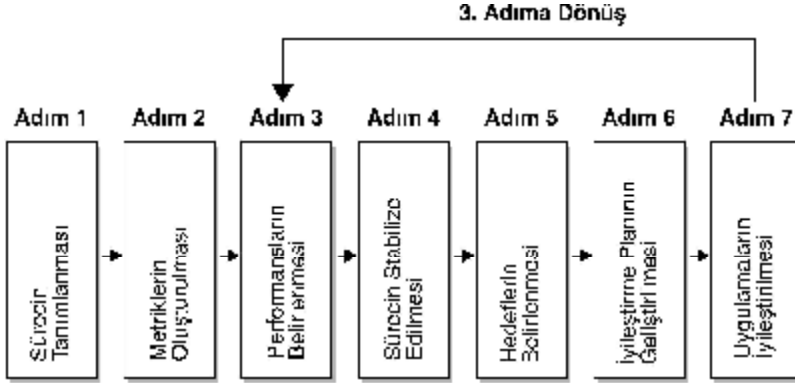 3. Adıma Dönüş
Adım 1
Adım 2
Adım 3
Adım 4
Adım 5
Adım 6
Adım 7
Sürecin
Tanımlanması
Metriklerin
Oluşturulması
Performansların
Belirlenmesi
Sürecin Stabilize
Edilmesi
Hedeflerin
Belirlenmesi
İyileştirme Planının
Geliştirilmesi
Uygulamaların
İyileştirilmesi